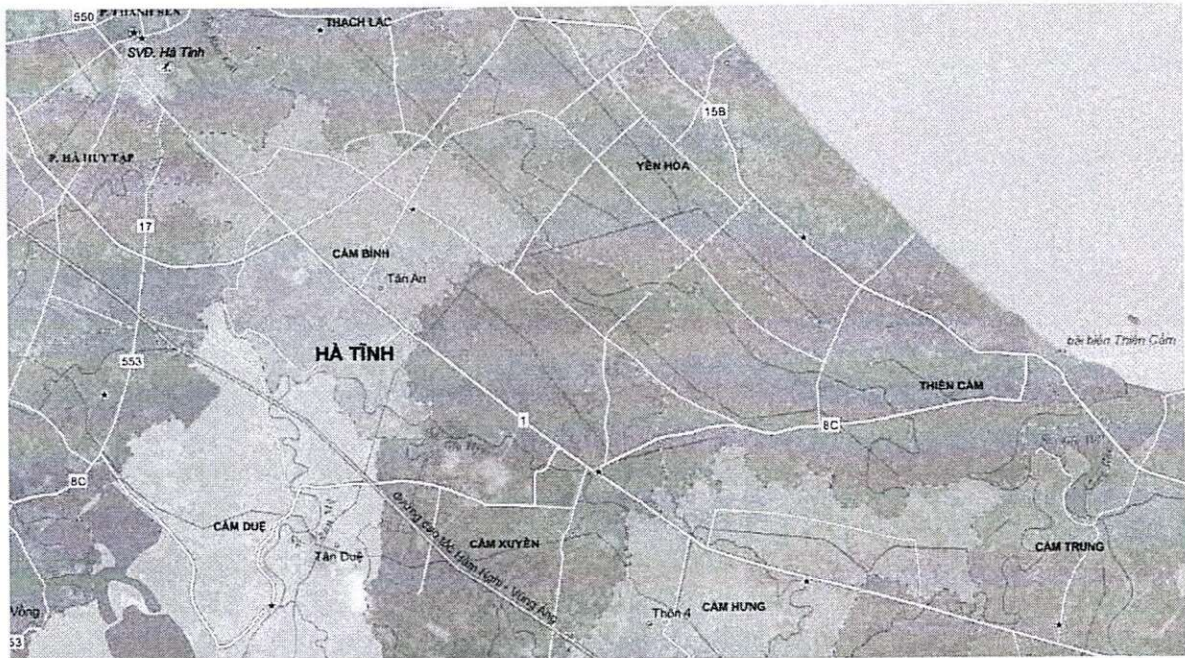 550
P. THÀNH SEN
THẠCH LẠC
SVĐ. Hà Tĩnh
15B
P. HÀ HUY TẬP
YÊN HÒA
17
CẨM BÌNH
Tân An
HÀ TĨNH
bãi biển Thiên Cầm
553
THIÊN CẦM
1
8C
8C
CẨM DUỆ
Tân Duệ
Đường cao tốc Hàm Nghi - Vũng Áng
CẨM XUYÊN
CẨM TRUNG
CẨM HƯNG
Thôn 4
Vồng
53